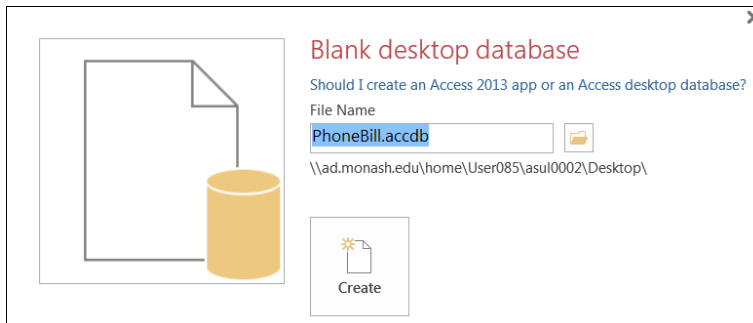 Blank desktop database
Should I create an Access 2013 app or an Access desktop database?
File Name
PhoneBill.accdb
\\ad.monash.edu\home\User085\asul0002\Desktop\
Create